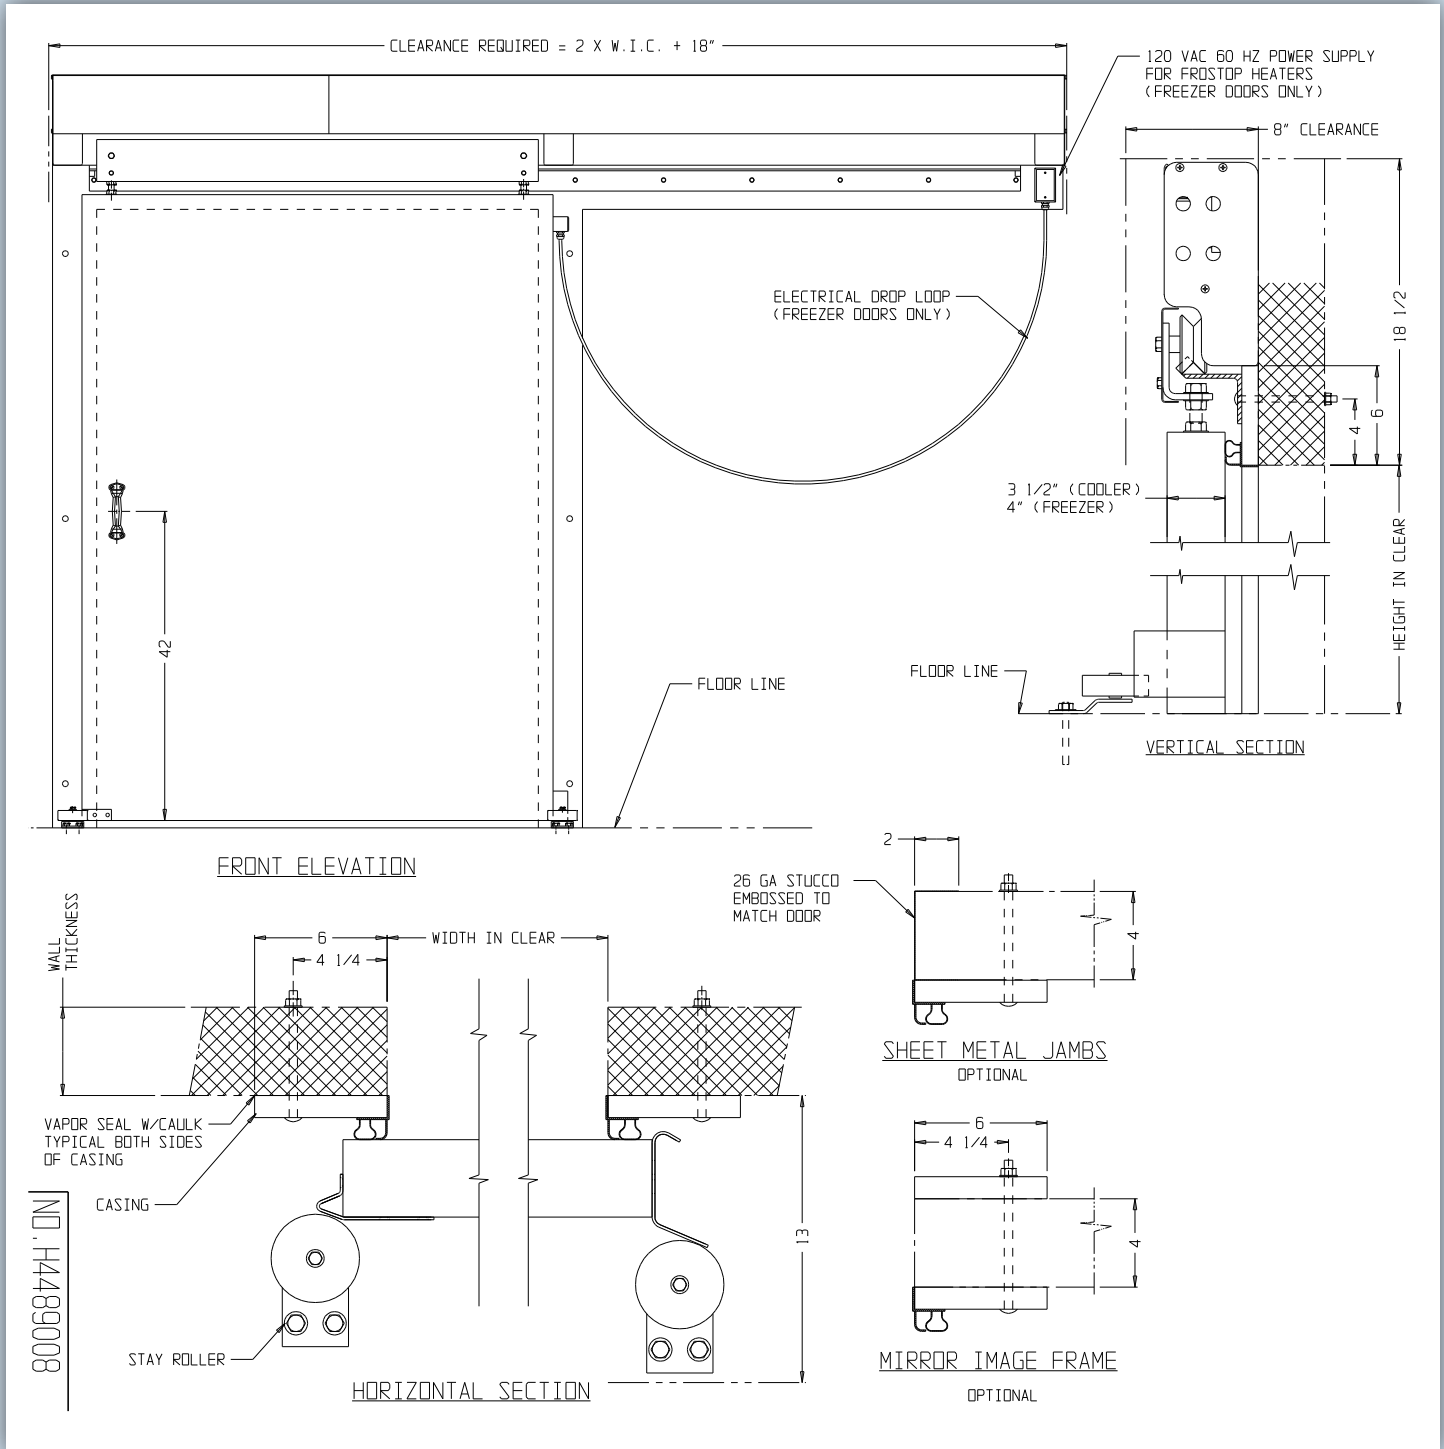 CLEARANCE REQUIRED = 2 X W.I.C. + 18"
120 VAC 60 HZ POWER SUPPLY
FOR FROSTOP HEATERS
(FREEZER DOORS ONLY)
8" CLEARANCE
ELECTRICAL DROP LOOP
(FREEZER DOORS ONLY)
18 1/2
6
4
3 1/2" (COOLER)
4" (FREEZER)
HEIGHT IN CLEAR
42
FLOOR LINE
FLOOR LINE
VERTICAL SECTION
FRONT ELEVATION
2
26 GA STUCCO
EMBOSSED TO
MATCH DOOR
4
SHEET METAL JAMBS
OPTIONAL
WALL
THICKNESS
6
WIDTH IN CLEAR
4 1/4
VAPOR SEAL W/CAULK
TYPICAL BOTH SIDES
OF CASING
CASING
13
STAY ROLLER
HORIZONTAL SECTION
6
4 1/4
4
MIRROR IMAGE FRAME
OPTIONAL
NO. H4489008